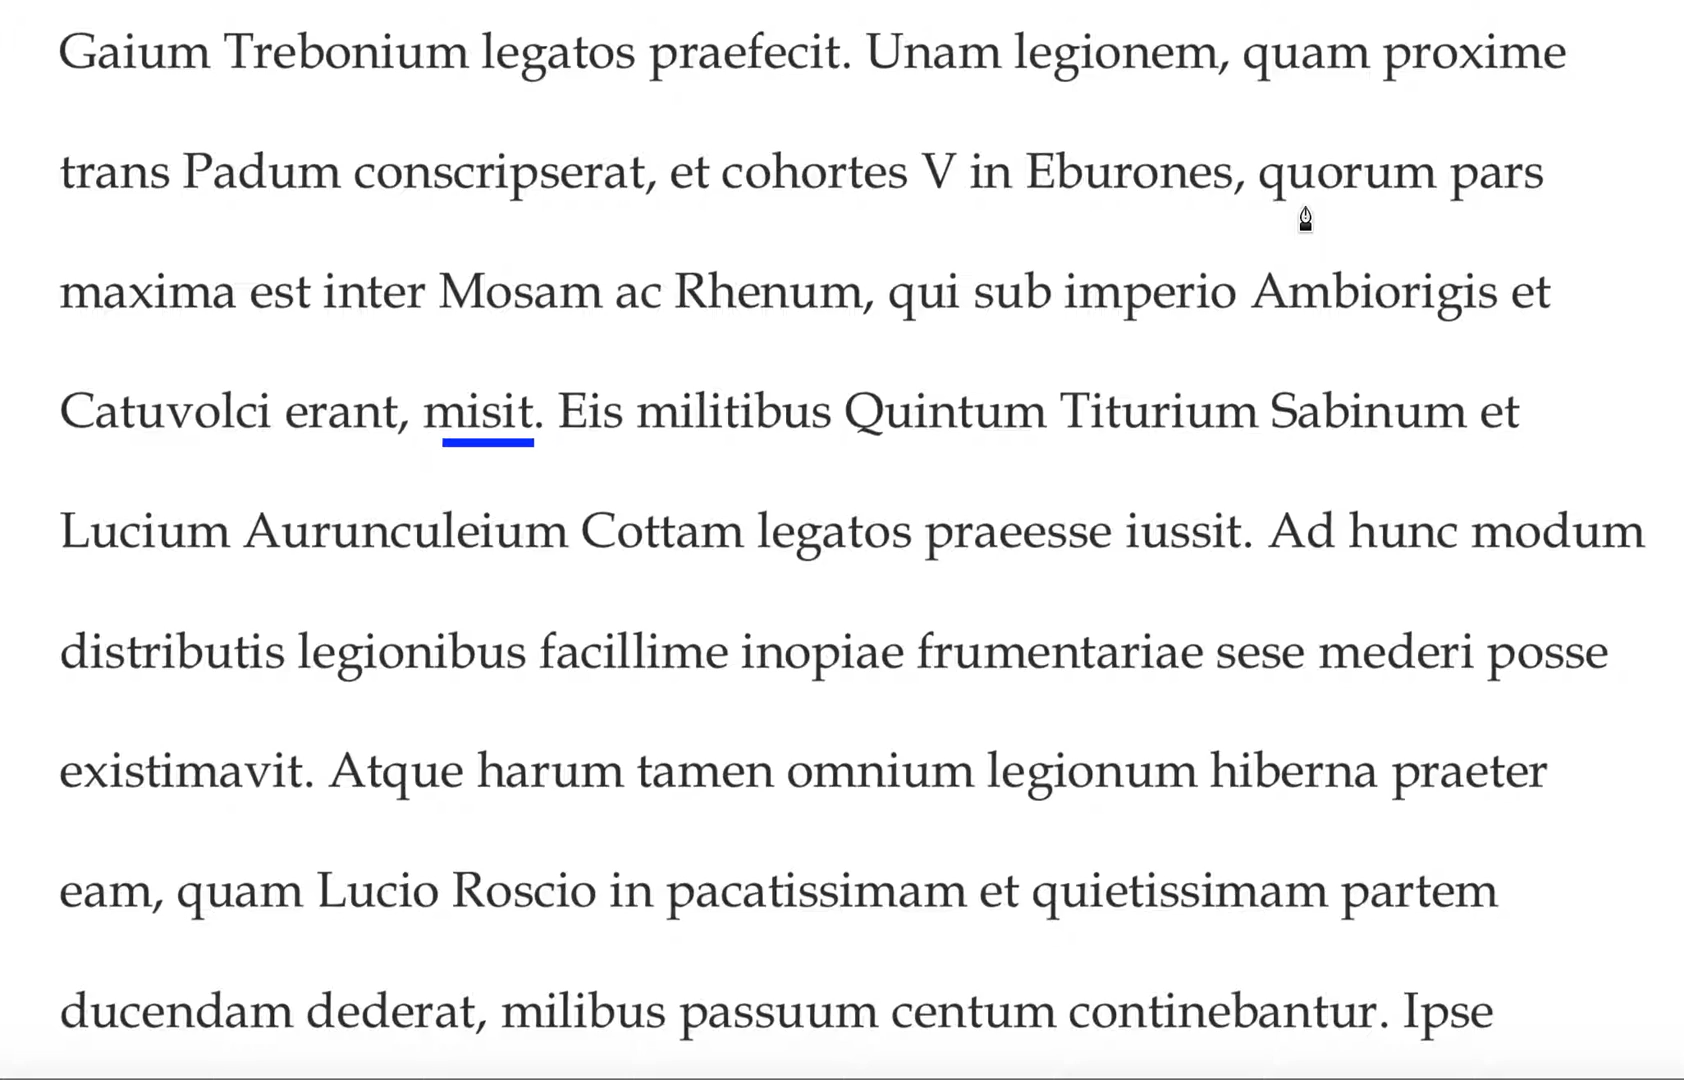 Gaium Trebonium legatos praefecit. Unam legionem, quam proxime
trans Padum conscripserat, et cohortes V in Eburones, quorum pars
maxima est inter Mosam ac Rhenum, qui sub imperio Ambiorigis et
Catuvolci erant, misit. Eis militibus Quintum Titurium Sabinum et
Lucium Aurunculeium Cottam legatos praeesse iussit. Ad hunc modum
distributis legionibus facillime inopiae frumentariae sese mederi posse
existimavit. Atque harum tamen omnium legionum hiberna praeter
eam, quam Lucio Roscio in pacatissimam et quietissimam partem
ducendam dederat, milibus passuum centum continebantur. Ipse